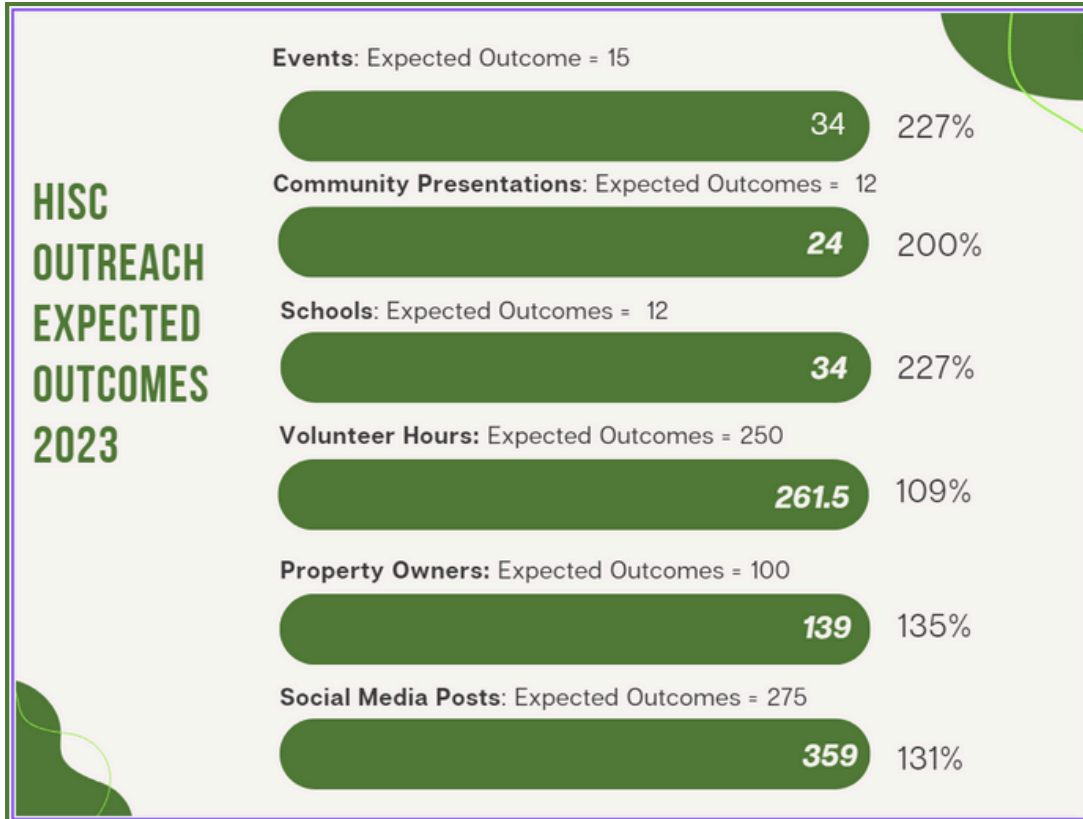 HISC
OUTREACH
EXPECTED
OUTCOMES
2023
Events: Expected Outcome = 15
34 227%
Community Presentations: Expected Outcomes = 12
24 200%
Schools: Expected Outcomes = 12
34 227%
Volunteer Hours: Expected Outcomes = 250
261.5 109%
Property Owners: Expected Outcomes = 100
139 135%
Social Media Posts: Expected Outcomes = 275
359 131%